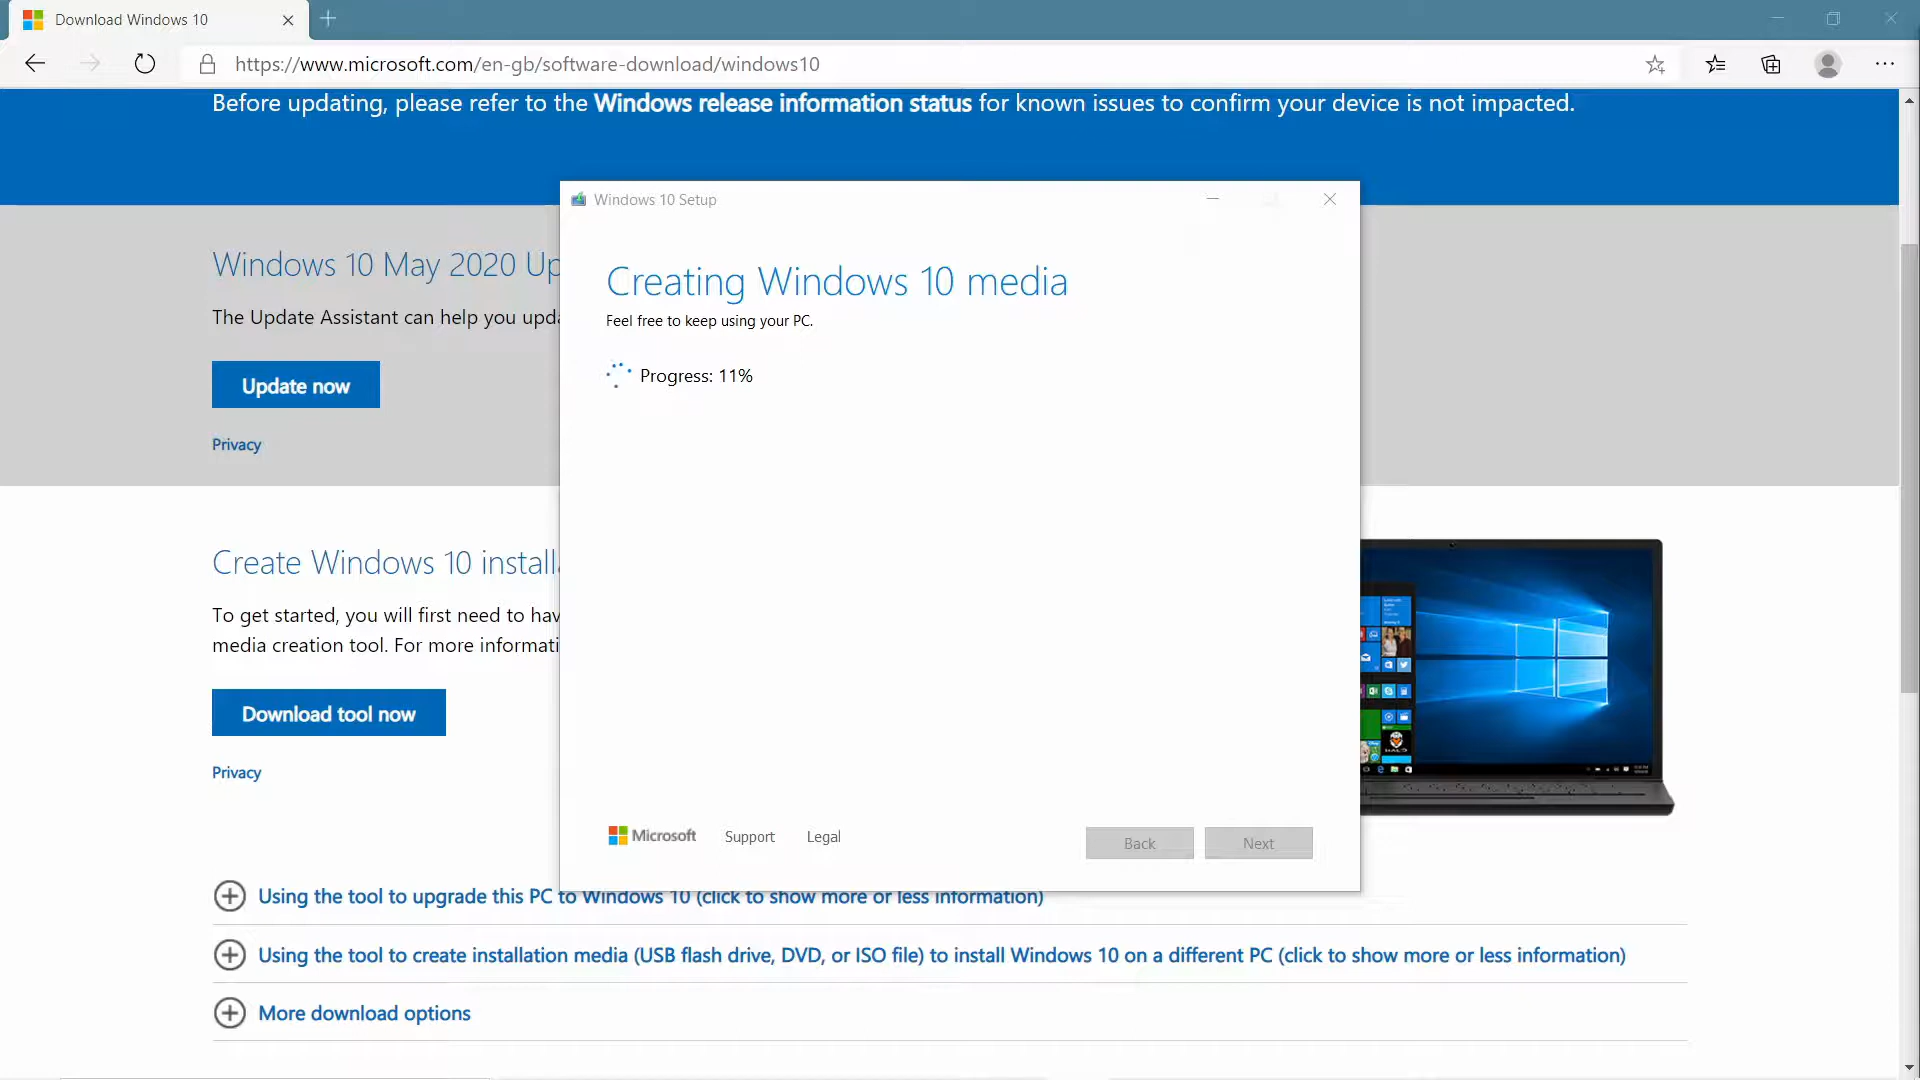 Download Windows 10
https://www.microsoft.com/en-gb/software-download/windows10
Before updating, please refer to the Windows release information status for known issues to confirm your device is not impacted.
Windows 10 May 2020 Up
The Update Assistant can help you upda
Update now
Privacy
Windows 10 Setup
Creating Windows 10 media
Feel free to keep using your PC.
Progress: 11%
Microsoft
Support
Legal
Back
Next
Create Windows 10 install
To get started, you will first need to hav
media creation tool. For more informati
Download tool now
Privacy
Using the tool to upgrade this PC to Windows 10 (click to show more or less information)
Using the tool to create installation media (USB flash drive, DVD, or ISO file) to install Windows 10 on a different PC (click to show more or less information)
More download options